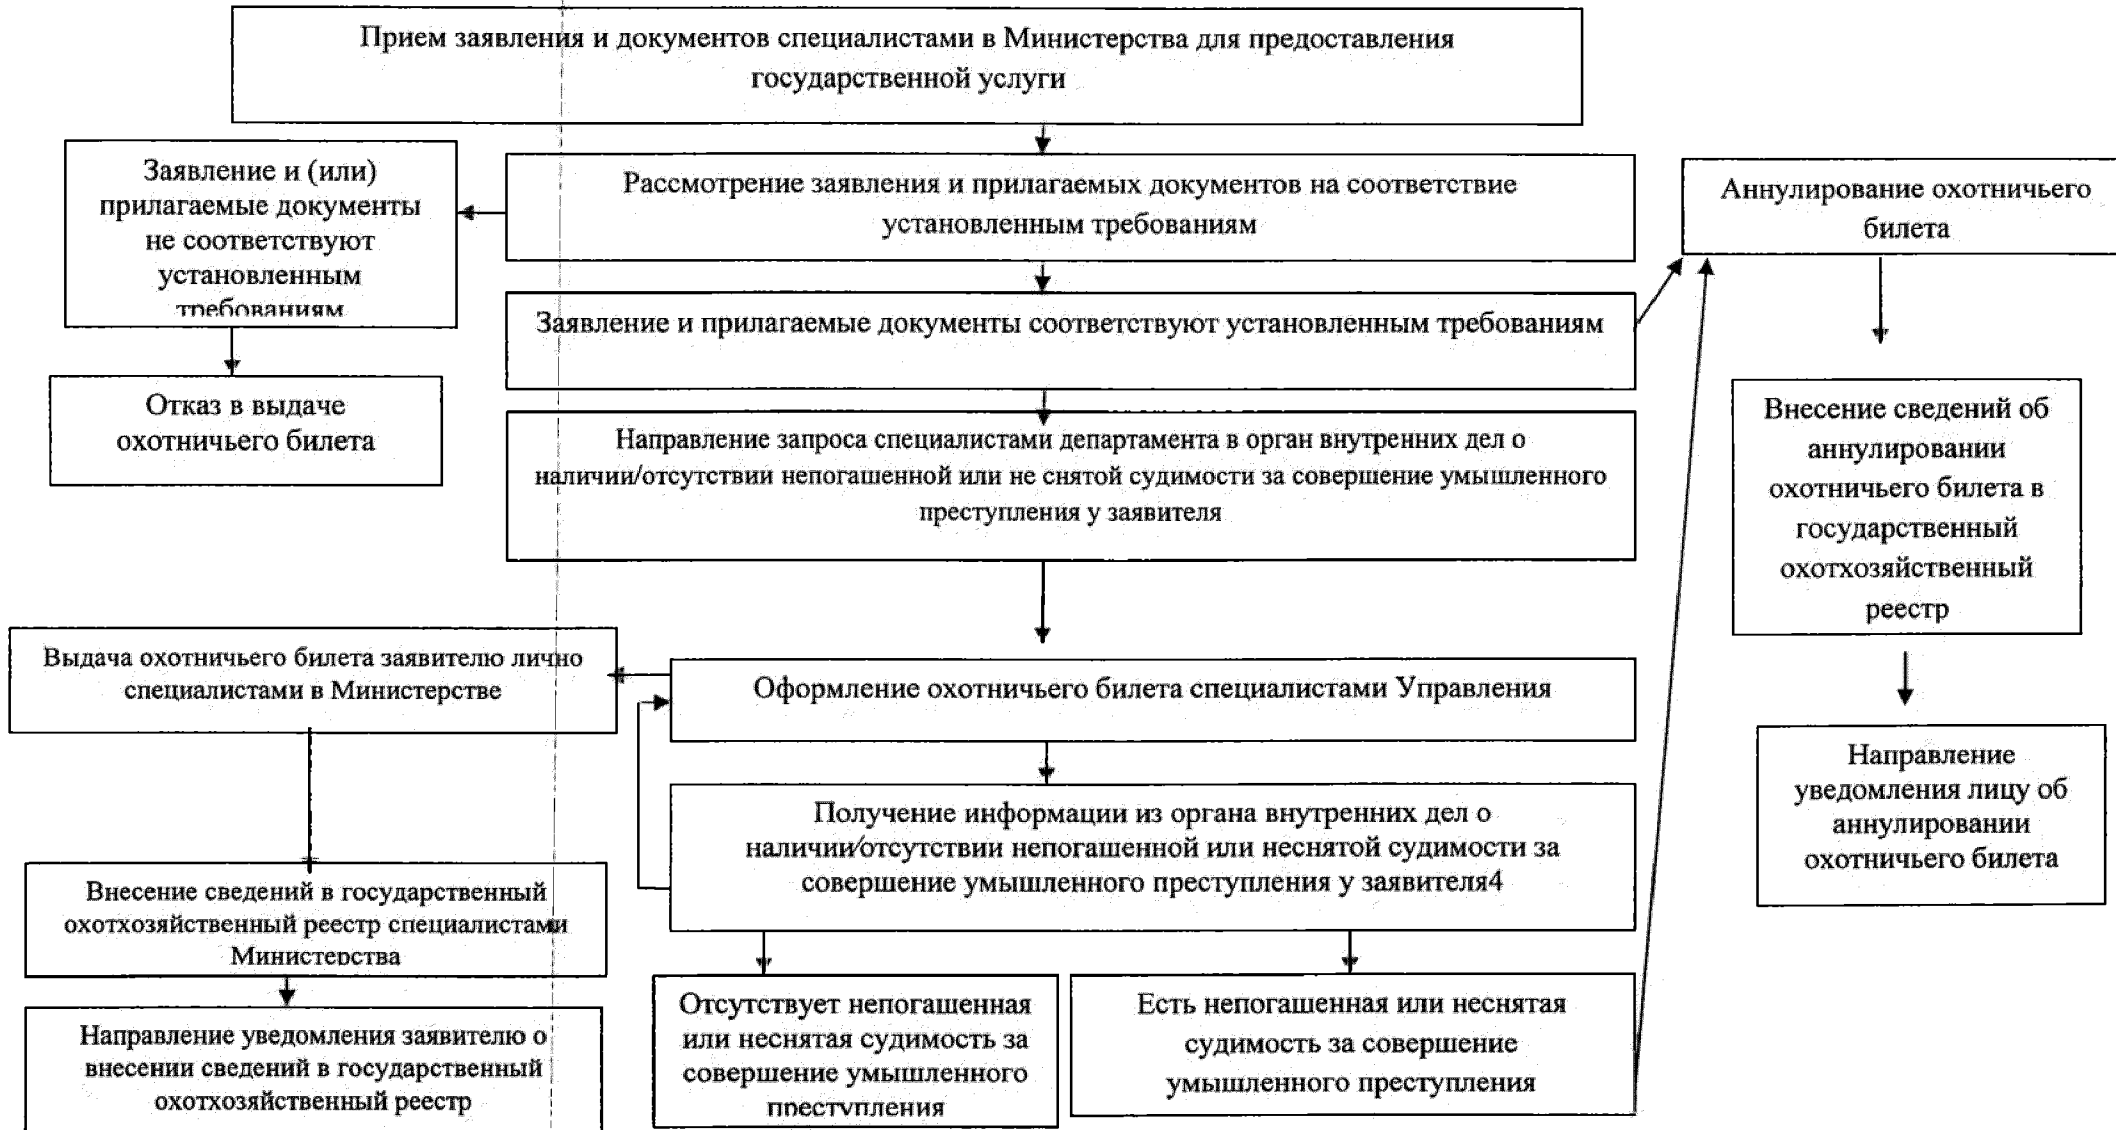 Прием заявления и документов специалистами в Министерства для предоставления
государственной услуги
Заявление и (или)
прилагаемые документы
не соответствуют
установленным
требованиям
Рассмотрение заявления и прилагаемых документов на соответствие
установленным требованиям
Аннулирование охотничьего
билета
Заявление и прилагаемые документы соответствуют установленным требованиям
Отказ в выдаче
охотничьего билета
Направление запроса специалистами департамента в орган внутренних дел о
наличии/отсутствии непогашенной или не снятой судимости за совершение умышленного
преступления у заявителя
Внесение сведений об
аннулировании
охотничьего билета в
государственный
охотхозяйственный
реестр
Выдача охотничьего билета заявителю лично
специалистами в Министерстве
Оформление охотничьего билета специалистами Управления
Направление
уведомления лицу об
аннулировании
охотничьего билета
Получение информации из органа внутренних дел о
наличии/отсутствии непогашенной или неснятой судимости за
совершение умышленного преступления у заявителя4
Внесение сведений в государственный
охотхозяйственный реестр специалистами
Министерства
Отсутствует непогашенная
или неснятая судимость за
совершение умышленного
преступления
Есть непогашенная или неснятая
судимость за совершение
умышленного преступления
Направление уведомления заявителю о
внесении сведений в государственный
охотхозяйственный реестр